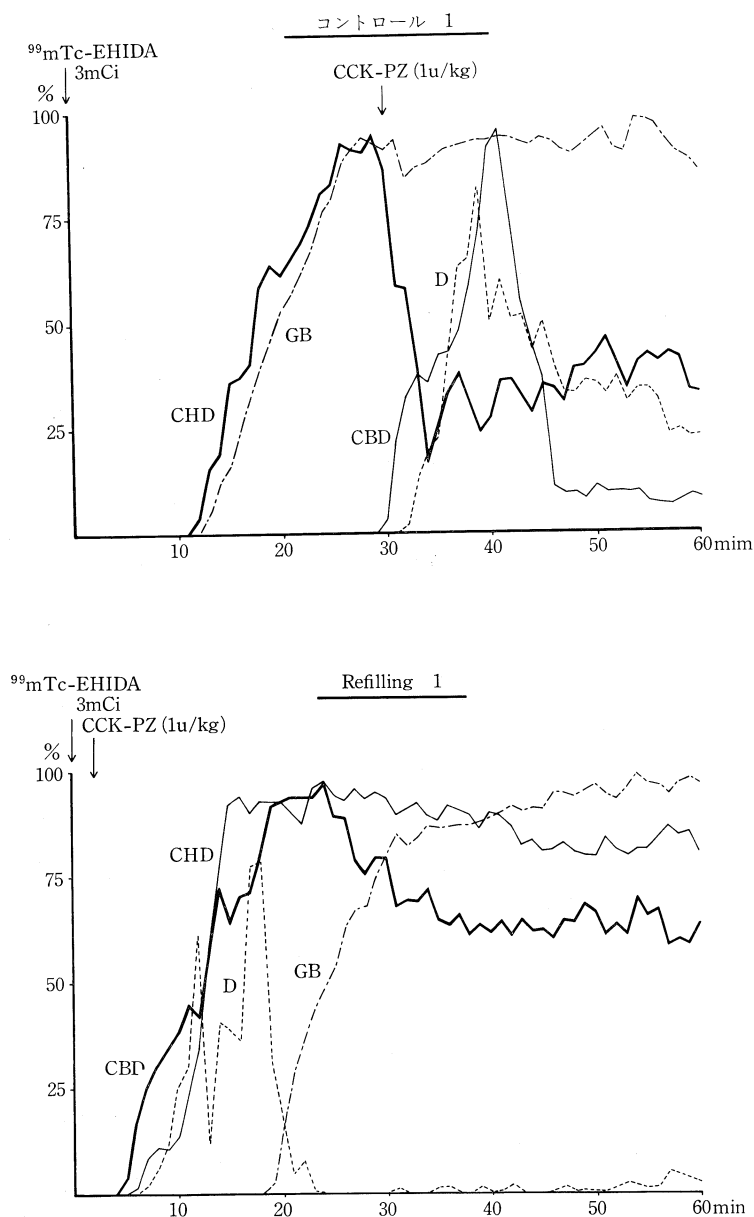 コントロール 1
⁹⁹mTc-EHIDA
3mCi
CCK-PZ (1u/kg)
%
100
75
D
50
GB
CHD
CBD
25
10 20 30 40 50 60mim
⁹⁹mTc-EHIDA
Refilling 1
3mCi
CCK-PZ (1u/kg)
%
100
CHD
75
D
GB
50
CBD
25
10 20 30 40 50 60min